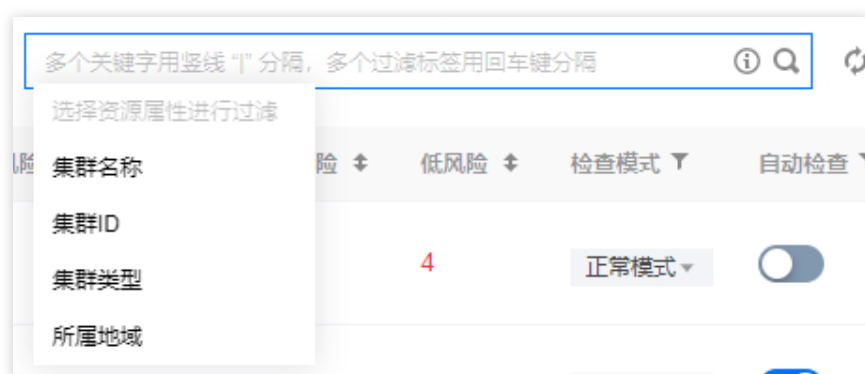 多个关键字用竖线 "|" 分隔，多个过滤标签用回车键分隔
选择资源属性进行过滤
险 险 低风险 检查模式 自动检查
集群名称
集群ID
4 正常模式
集群类型
所属地域